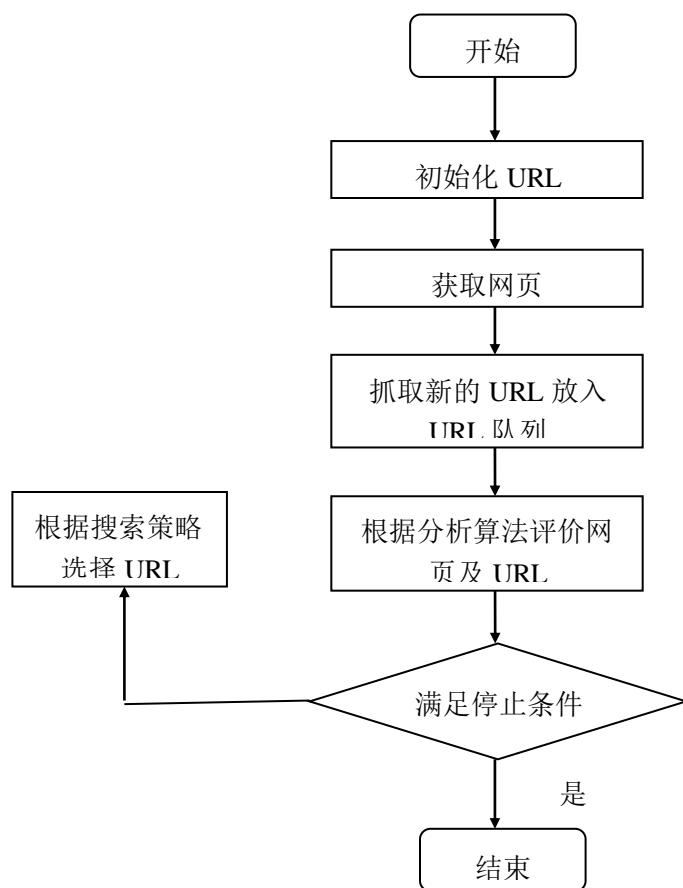 开始
初始化 URL
获取网页
抓取新的 URL 放入
URL 队列
根据搜索策略
选择 URL
根据分析算法评价网
页及 URL
满足停止条件
是
结束